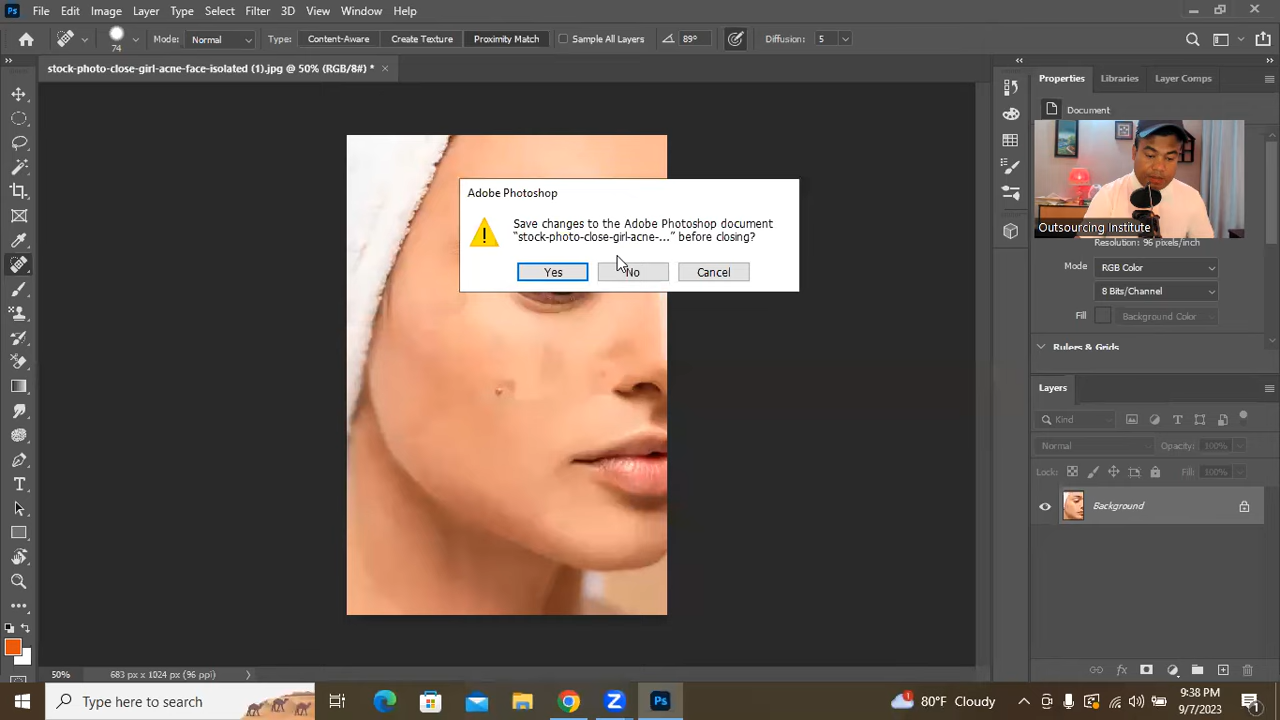 Ps File Edit Image Layer Type Select Filter 3D View Window Help
74 Mode: Normal Type: Content-Aware Create Texture Proximity Match Sample All Layers 89° Diffusion: 5
stock-photo-close-girl-acne-face-isolated (1).jpg @ 50% (RGB/8#) * ×
Properties Libraries Layer Comps
Document
Adobe Photoshop
Save changes to the Adobe Photoshop document
"stock-photo-close-girl-acne-..." before closing?
Yes No Cancel
Outsourcing Institute
Resolution: 96 pixels/inch
Mode RGB Color
8 Bits/Channel
Fill Background Color
Rulers & Grids
Layers
Kind
Normal Opacity: 100%
Lock: Fill: 100%
Background
50% 683 px x 1024 px (96 ppi)
Type here to search
80°F Cloudy
9:38 PM
9/7/2023